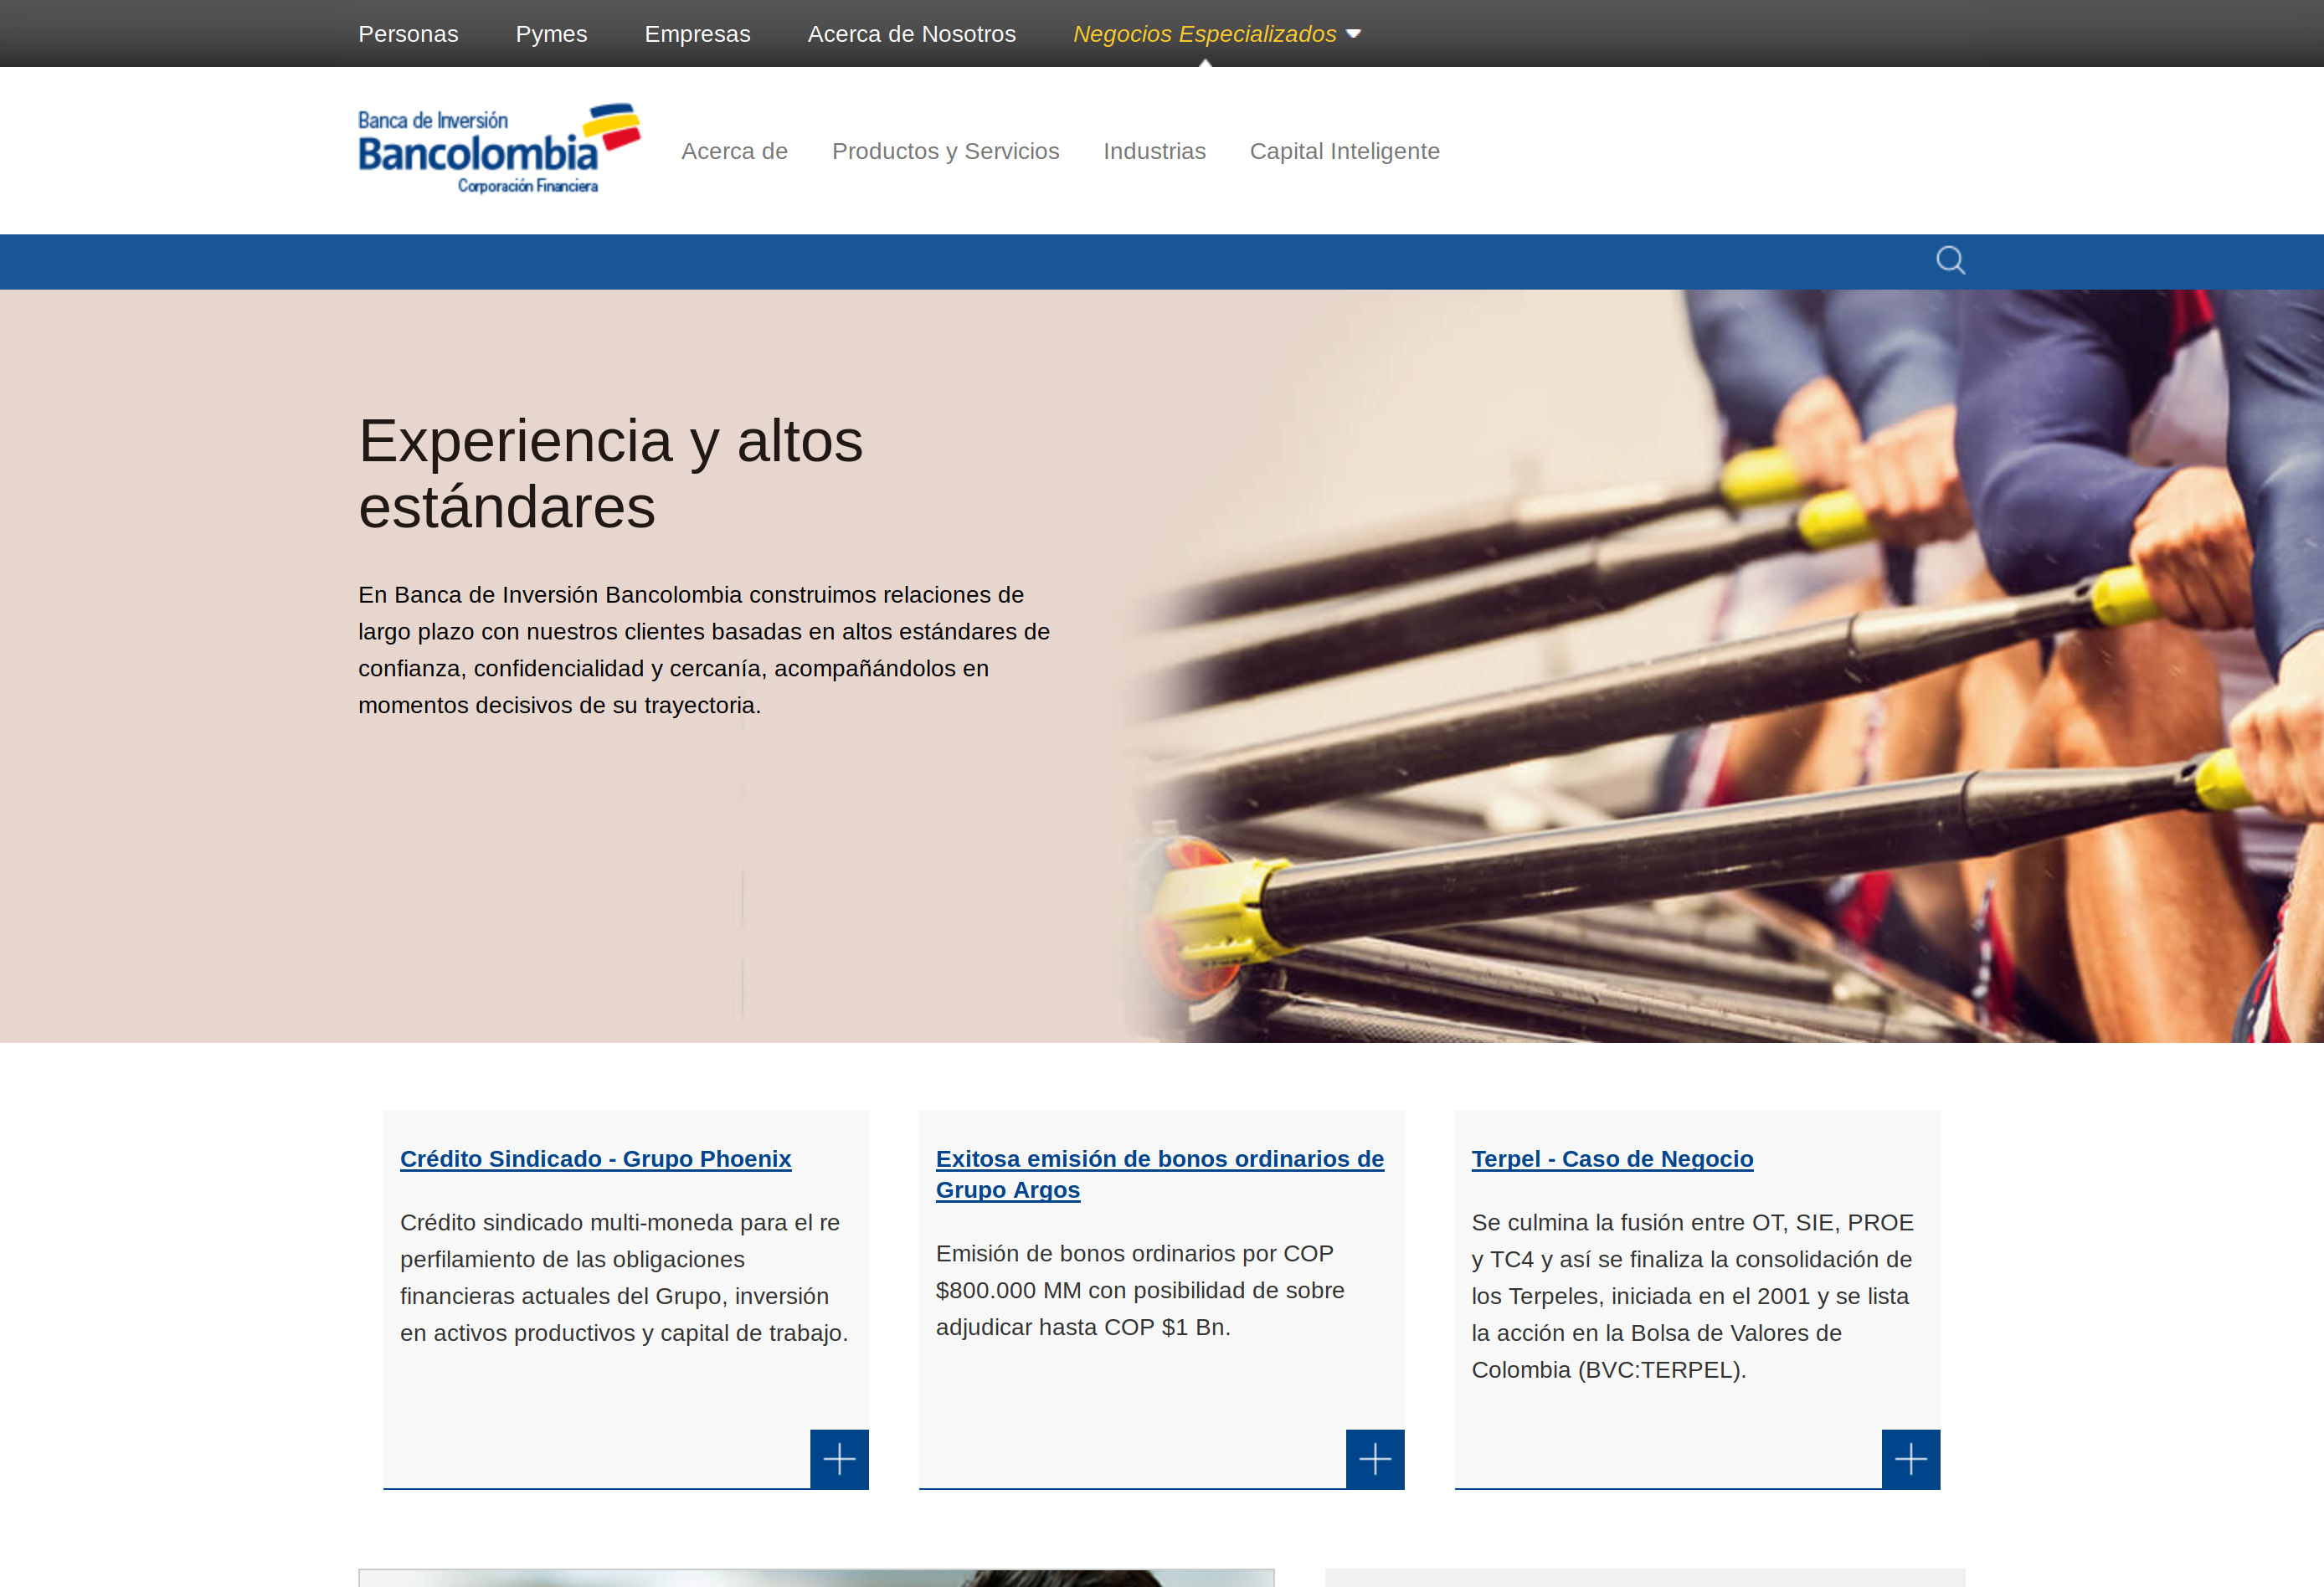 Personas Pymes Empresas Acerca de Nosotros Negocios Especializados
Banca de Inversión
Bancolombia
Corporación Financiera
Acerca de Productos y Servicios Industrias Capital Inteligente
Experiencia y altos
estándares
En Banca de Inversión Bancolombia construimos relaciones de
largo plazo con nuestros clientes basadas en altos estándares de
confianza, confidencialidad y cercanía, acompañándolos en
momentos decisivos de su trayectoria.
Crédito Sindicado - Grupo Phoenix
Crédito sindicado multi-moneda para el re
perfilamiento de las obligaciones
financieras actuales del Grupo, inversión
en activos productivos y capital de trabajo.
Exitosa emisión de bonos ordinarios de
Grupo Argos
Emisión de bonos ordinarios por COP
$800.000 MM con posibilidad de sobre
adjudicar hasta COP $1 Bn.
Terpel - Caso de Negocio
Se culmina la fusión entre OT, SIE, PROE
y TC4 y así se finaliza la consolidación de
los Terpeles, iniciada en el 2001 y se lista
la acción en la Bolsa de Valores de
Colombia (BVC:TERPEL).